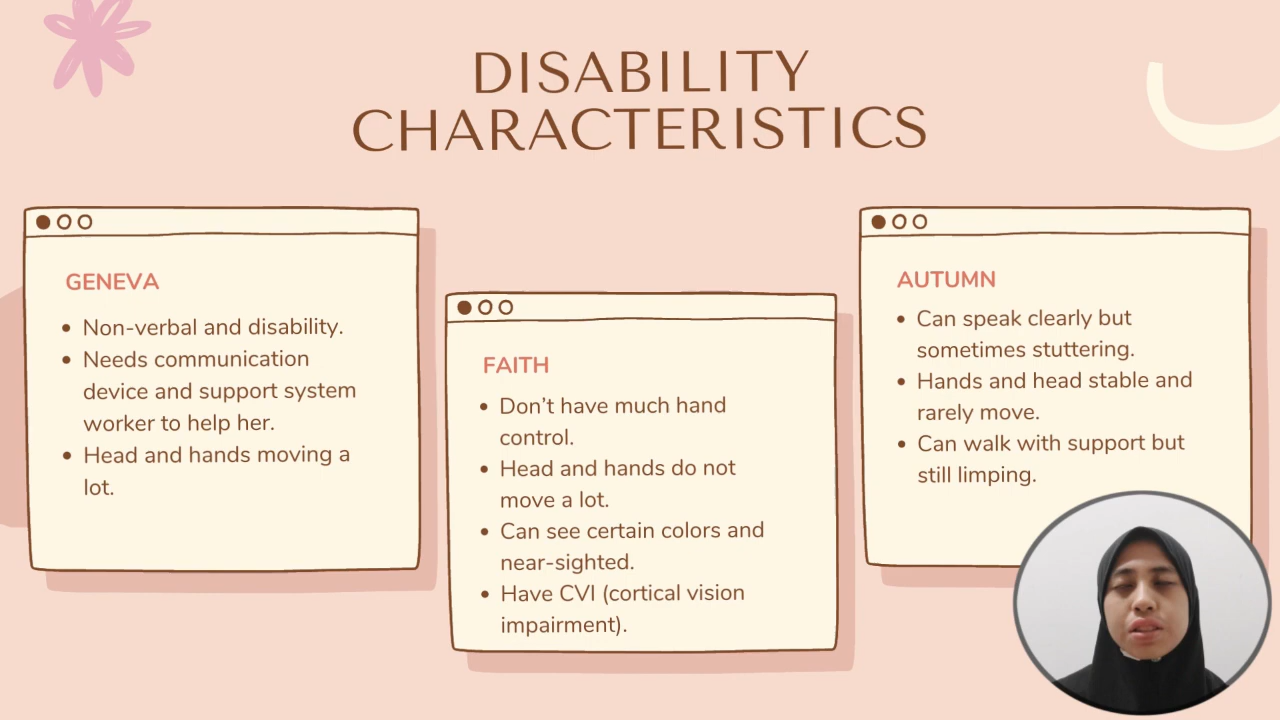 DISABILITY
CHARACTERISTICS
GENEVA
Non-verbal and disability.
Needs communication
device and support system
worker to help her.
Head and hands moving a
lot.
FAITH
Don't have much hand
control.
Head and hands do not
move a lot.
Can see certain colors and
near-sighted.
Have CVI (cortical vision
impairment).
AUTUMN
Can speak clearly but
sometimes stuttering.
Hands and head stable and
rarely move.
Can walk with support but
still limping.